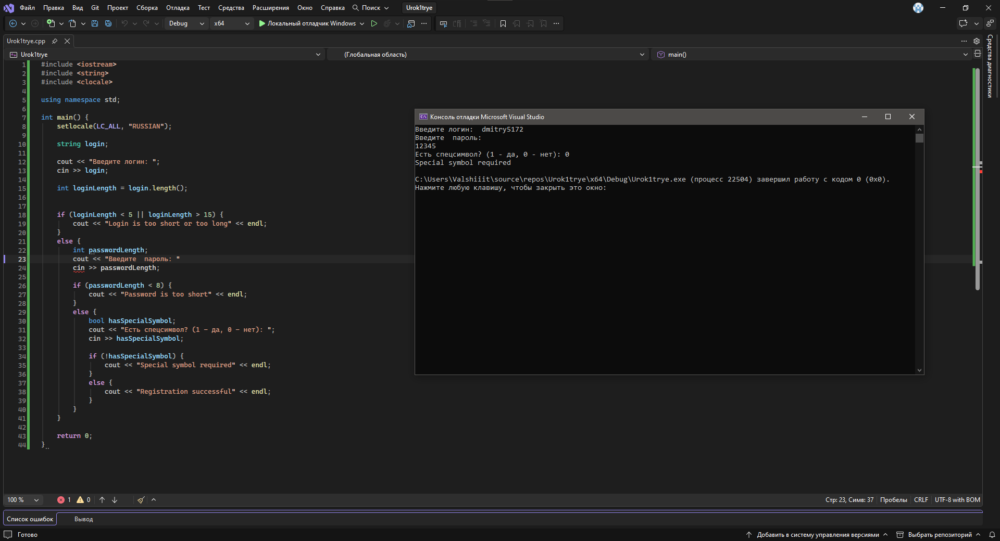 Файл Правка Вид Git Проект Сборка Отладка Тест Средства Расширения Окно Справка Поиск Urok1trye
Debug x64 Локальный отладчик Windows
Urok1trye.cpp
Urok1trye (Глобальная область) main()
Средства диагностики
1 #include <iostream>
2 #include <string>
3 #include <clocale>
4
5 using namespace std;
6
7 int main() {
8 setlocale(LC_ALL, "RUSSIAN");
9
10 string login;
11
12 cout << "Введите логин: ";
13 cin >> login;
14
15 int loginLength = login.length();
16
17
18 if (loginLength < 5 || loginLength > 15) {
19 cout << "Login is too short or too long" << endl;
20 }
21 else {
22 int passwordLength;
23 cout << "Введите  пароль: "
24 cin >> passwordLength;
25
26 if (passwordLength < 8) {
27 cout << "Password is too short" << endl;
28 }
29 else {
30 bool hasSpecialSymbol;
31 cout << "Есть спецсимвол? (1 - да, 0 - нет): ";
32 cin >> hasSpecialSymbol;
33
34 if (!hasSpecialSymbol) {
35 cout << "Special symbol required" << endl;
36 }
37 else {
38 cout << "Registration successful" << endl;
39 }
40 }
41 }
42
43 return 0;
44 }
Консоль отладки Microsoft Visual Studio
Введите логин:  dmitry5172
Введите  пароль:
12345
Есть спецсимвол? (1 - да, 0 - нет): 0
Special symbol required
C:\Users\Valshiiit\source\repos\Urok1trye\x64\Debug\Urok1trye.exe (процесс 22504) завершил работу с кодом 0 (0x0).
Нажмите любую клавишу, чтобы закрыть это окно:
100 % 1 0 Стр: 23, Симв: 37 Пробелы CRLF UTF-8 with BOM
Список ошибок Вывод
Готово Добавить в систему управления версиями Выбрать репозиторий